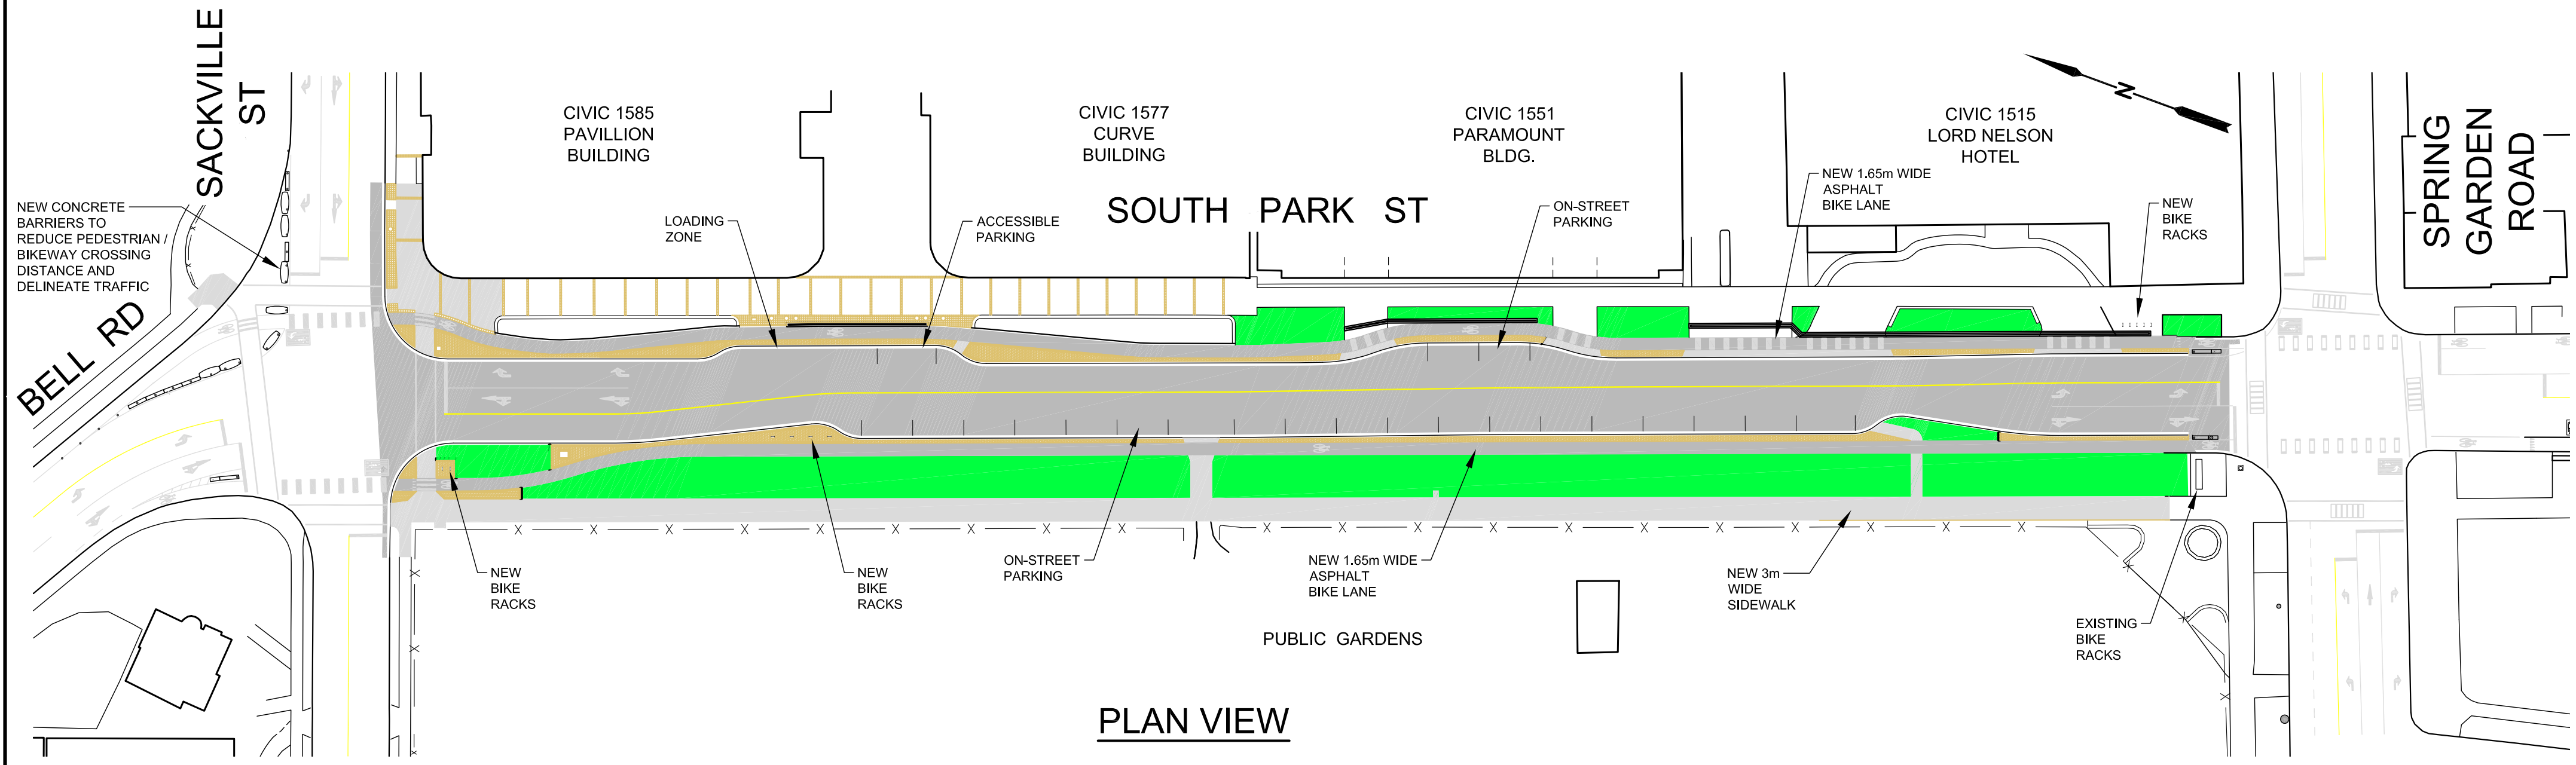 SACKVILLE
ST
CIVIC 1585
PAVILLION
BUILDING
CIVIC 1577
CURVE
BUILDING
CIVIC 1551
PARAMOUNT
BLDG.
CIVIC 1515
LORD NELSON
HOTEL
N
SPRING
GARDEN
ROAD
NEW CONCRETE
BARRIERS TO
REDUCE PEDESTRIAN /
BIKEWAY CROSSING
DISTANCE AND
DELINEATE TRAFFIC
LOADING
ZONE
ACCESSIBLE
PARKING
SOUTH PARK ST
ON-STREET
PARKING
NEW 1.65m WIDE
ASPHALT
BIKE LANE
NEW
BIKE
RACKS
BELL RD
NEW
BIKE
RACKS
NEW
BIKE
RACKS
ON-STREET
PARKING
NEW 1.65m WIDE
ASPHALT
BIKE LANE
NEW 3m
WIDE
SIDEWALK
EXISTING
BIKE
RACKS
PUBLIC GARDENS
PLAN VIEW